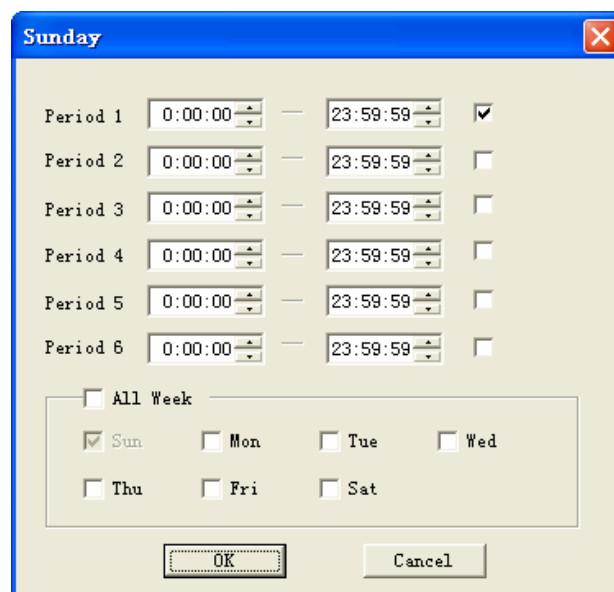 Sunday
Period 1 0:00:00 — 23:59:59
Period 2 0:00:00 — 23:59:59
Period 3 0:00:00 — 23:59:59
Period 4 0:00:00 — 23:59:59
Period 5 0:00:00 — 23:59:59
Period 6 0:00:00 — 23:59:59
All Week
Sun Mon Tue Wed
Thu Fri Sat
OK Cancel